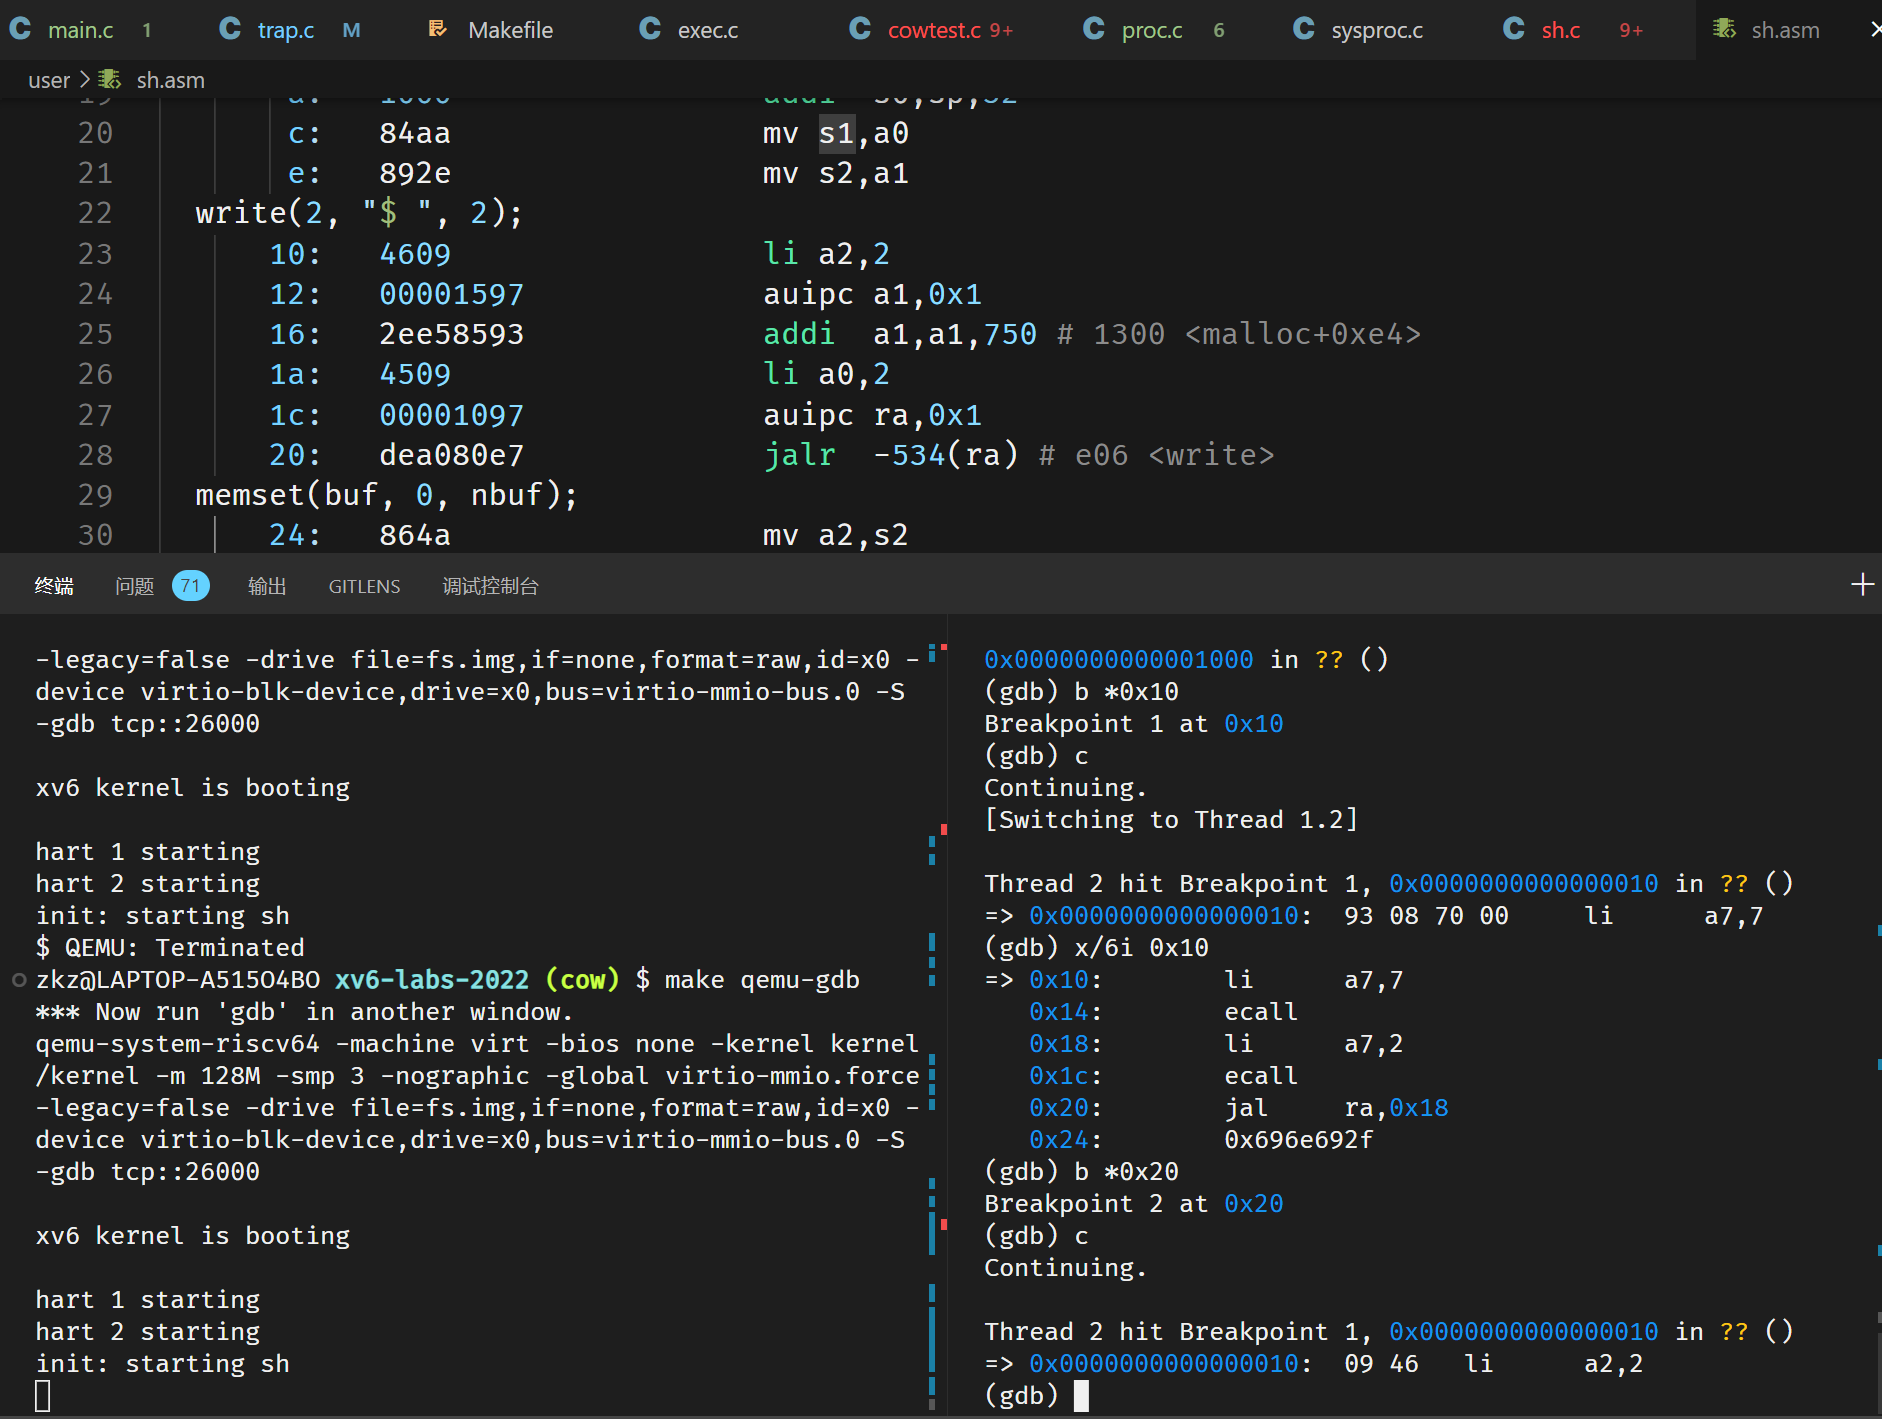 main.c 1 trap.c M Makefile exec.c cowtest.c 9+ proc.c 6 sysproc.c sh.c 9+ sh.asm
user > sh.asm
20 c: 84aa mv s1,a0
21 e: 892e mv s2,a1
22 write(2, "$ ", 2);
23 10: 4609 li a2,2
24 12: 00001597 auipc a1,0x1
25 16: 2ee58593 addi a1,a1,750 # 1300 <malloc+0xe4>
26 1a: 4509 li a0,2
27 1c: 00001097 auipc ra,0x1
28 20: dea080e7 jalr -534(ra) # e06 <write>
29 memset(buf, 0, nbuf);
30 24: 864a mv a2,s2
终端 问题 71 输出 GITLENS 调试控制台
-legacy=false -drive file=fs.img,if=none,format=raw,id=x0 -
device virtio-blk-device,drive=x0,bus=virtio-mmio-bus.0 -S
-gdb tcp::26000
xv6 kernel is booting
hart 1 starting
hart 2 starting
init: starting sh
$ QEMU: Terminated
zkz@LAPTOP-A515O4BO xv6-labs-2022 (cow) $ make qemu-gdb
*** Now run 'gdb' in another window.
qemu-system-riscv64 -machine virt -bios none -kernel kernel
/kernel -m 128M -smp 3 -nographic -global virtio-mmio.force
-legacy=false -drive file=fs.img,if=none,format=raw,id=x0 -
device virtio-blk-device,drive=x0,bus=virtio-mmio-bus.0 -S
-gdb tcp::26000
xv6 kernel is booting
hart 1 starting
hart 2 starting
init: starting sh
0x0000000000001000 in ?? ()
(gdb) b *0x10
Breakpoint 1 at 0x10
(gdb) c
Continuing.
[Switching to Thread 1.2]
Thread 2 hit Breakpoint 1, 0x0000000000000010 in ?? ()
=> 0x0000000000000010: 93 08 70 00 li a7,7
(gdb) x/6i 0x10
=> 0x10: li a7,7
0x14: ecall
0x18: li a7,2
0x1c: ecall
0x20: jal ra,0x18
0x24: 0x696e692f
(gdb) b *0x20
Breakpoint 2 at 0x20
(gdb) c
Continuing.
Thread 2 hit Breakpoint 1, 0x0000000000000010 in ?? ()
=> 0x0000000000000010: 09 46 li a2,2
(gdb)